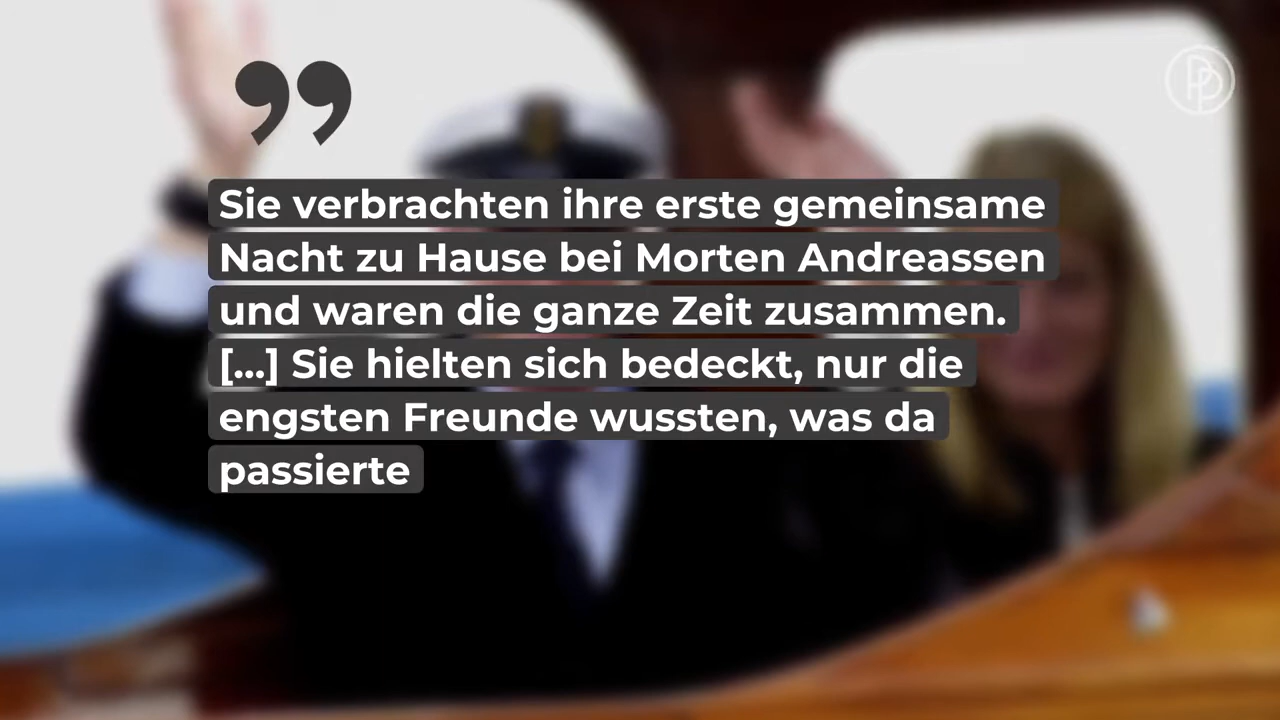 ”
Sie verbrachten ihre erste gemeinsame
Nacht zu Hause bei Morten Andreassen
und waren die ganze Zeit zusammen.
[...] Sie hielten sich bedeckt, nur die
engsten Freunde wussten, was da
passierte